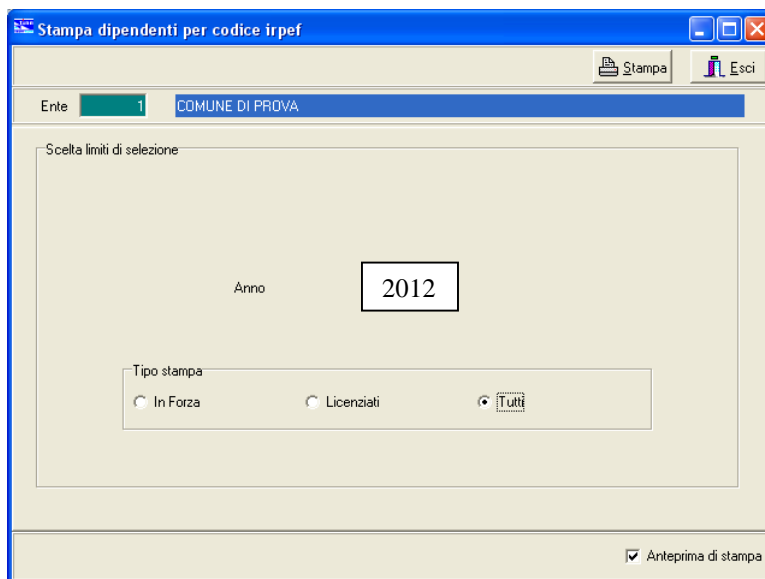 Stampa dipendenti per codice irpef
Stampa Esci
Ente 1 COMUNE DI PROVA
Scelta limiti di selezione
Anno 2012
Tipo stampa
In Forza Licenziati Tutti
Anteprima di stampa